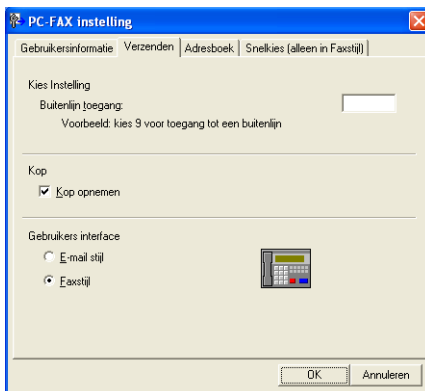 PC-FAX instelling
Gebruikersinformatie Verzenden Adresboek Snelkies (alleen in Faxstijl)
Kies Instelling
Buitenlijn toegang:
Voorbeeld: kies 9 voor toegang tot een buitenlijn
Kop
Kop opnemen
Gebruikers interface
E-mail stijl
Faxstijl
OK Annuleren